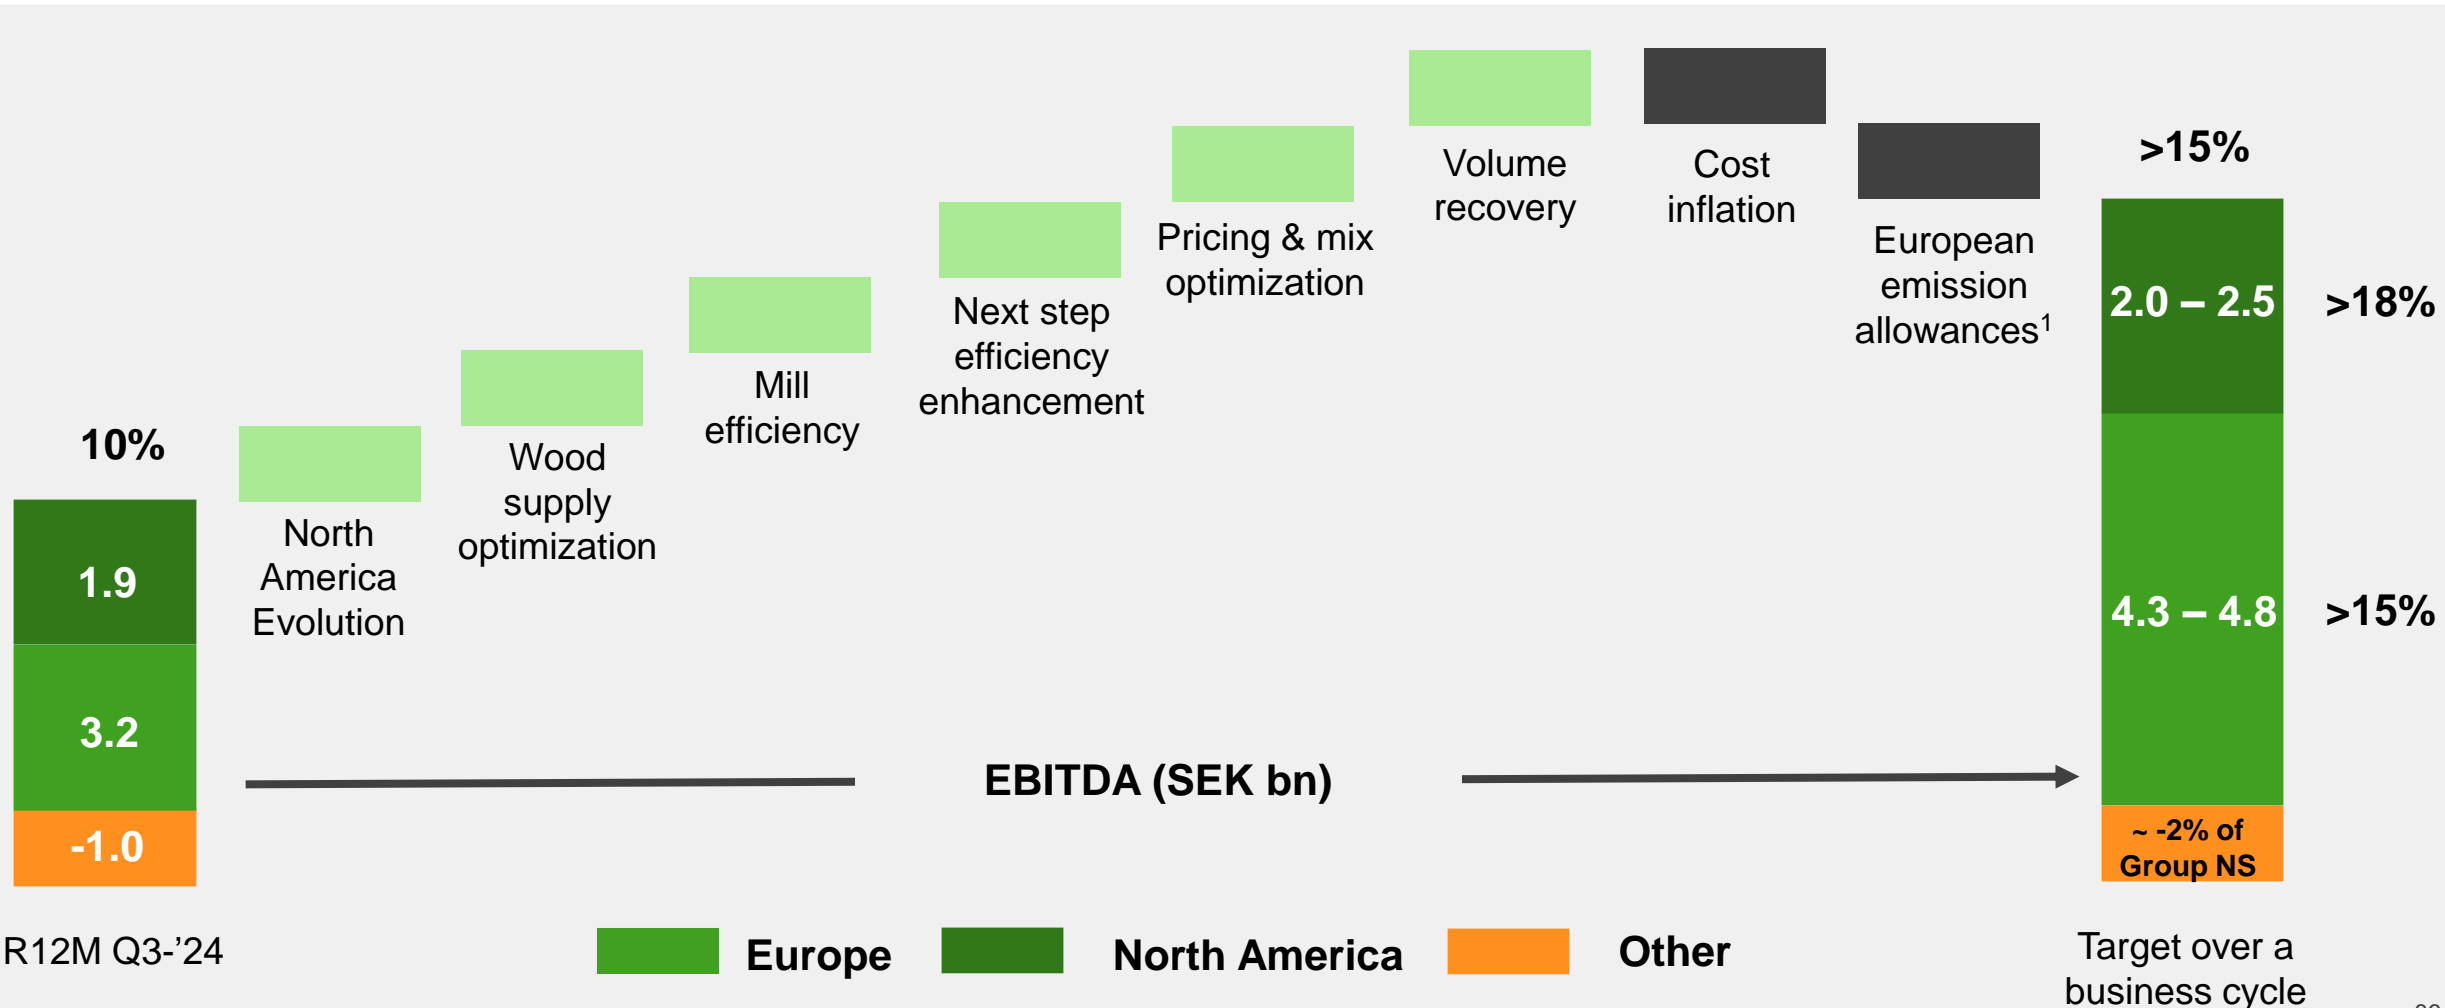 10%
1.9
3.2
-1.0
R12M Q3-’24
North
America
Evolution
Wood
supply
optimization
Mill
efficiency
Next step
efficiency
enhancement
Pricing & mix
optimization
Volume
recovery
Cost
inflation
European
emission
allowances¹
>15%
2.0 – 2.5
>18%
4.3 – 4.8
>15%
~ -2% of
Group NS
Target over a
business cycle
EBITDA (SEK bn)
Europe
North America
Other